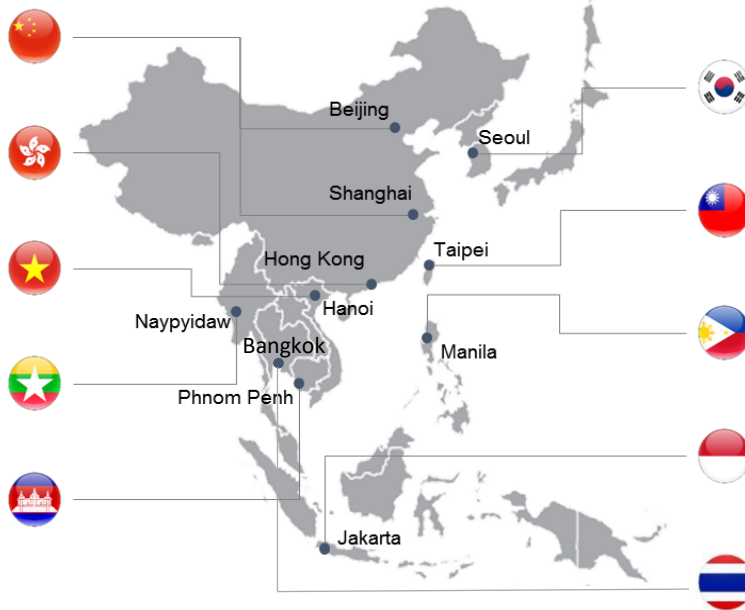 Beijing
Seoul
Shanghai
Taipei
Hong Kong
Hanoi
Naypyidaw
Bangkok
Manila
Phnom Penh
Jakarta